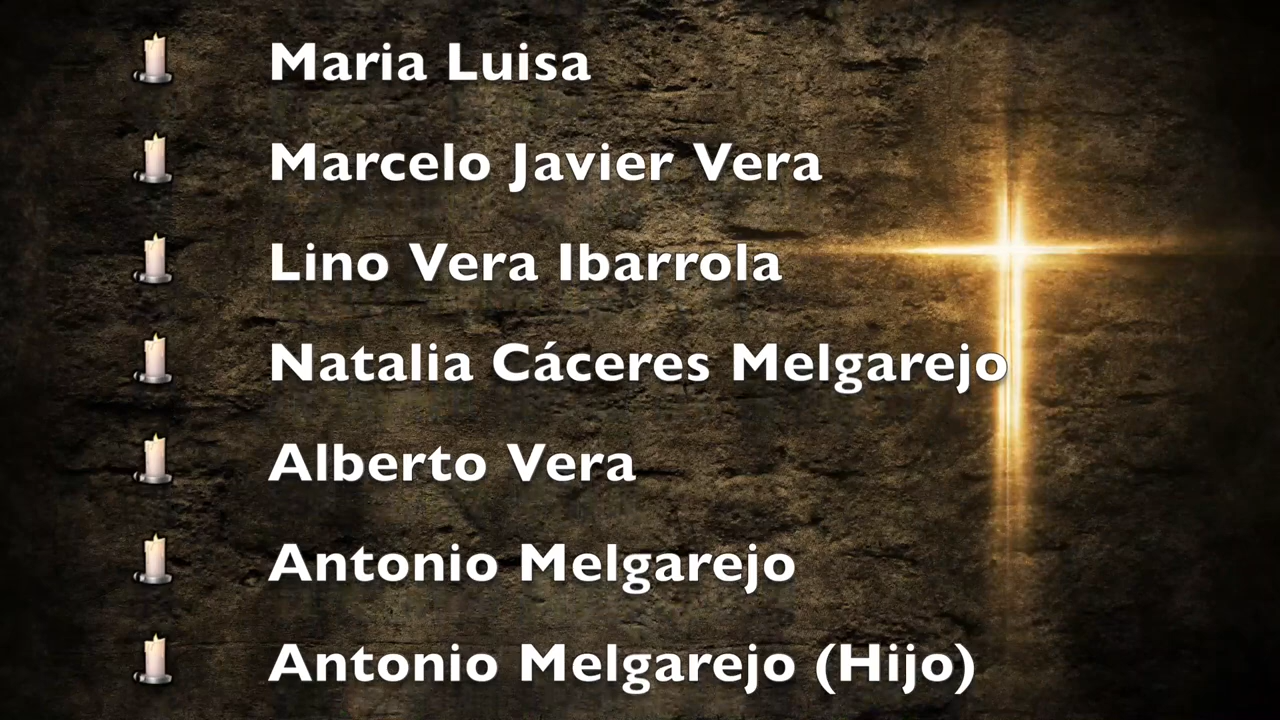 Maria Luisa
Marcelo Javier Vera
Lino Vera Ibarrola
Natalia Cáceres Melgarejo
Alberto Vera
Antonio Melgarejo
Antonio Melgarejo (Hijo)